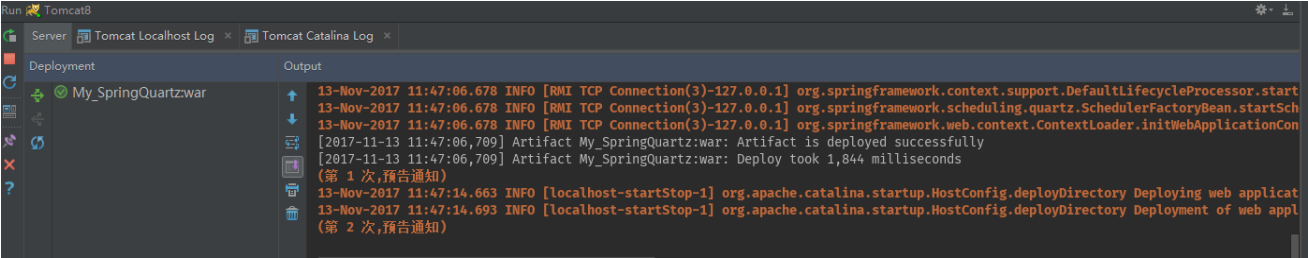 Run Tomcat8
Server Tomcat Localhost Log × Tomcat Catalina Log ×
Deployment
Output
My_SpringQuartz:war
13-Nov-2017 11:47:06.678 INFO [RMI TCP Connection(3)-127.0.0.1] org.springframework.context.support.DefaultLifecycleProcessor.start
13-Nov-2017 11:47:06.678 INFO [RMI TCP Connection(3)-127.0.0.1] org.springframework.scheduling.quartz.SchedulerFactoryBean.startSch
13-Nov-2017 11:47:06.678 INFO [RMI TCP Connection(3)-127.0.0.1] org.springframework.web.context.ContextLoader.initWebApplicationCon
[2017-11-13 11:47:06,709] Artifact My_SpringQuartz:war: Artifact is deployed successfully
[2017-11-13 11:47:06,709] Artifact My_SpringQuartz:war: Deploy took 1,844 milliseconds
(第 1 次,预告通知)
13-Nov-2017 11:47:14.663 INFO [localhost-startStop-1] org.apache.catalina.startup.HostConfig.deployDirectory Deploying web applicat
13-Nov-2017 11:47:14.693 INFO [localhost-startStop-1] org.apache.catalina.startup.HostConfig.deployDirectory Deployment of web appl
(第 2 次,预告通知)